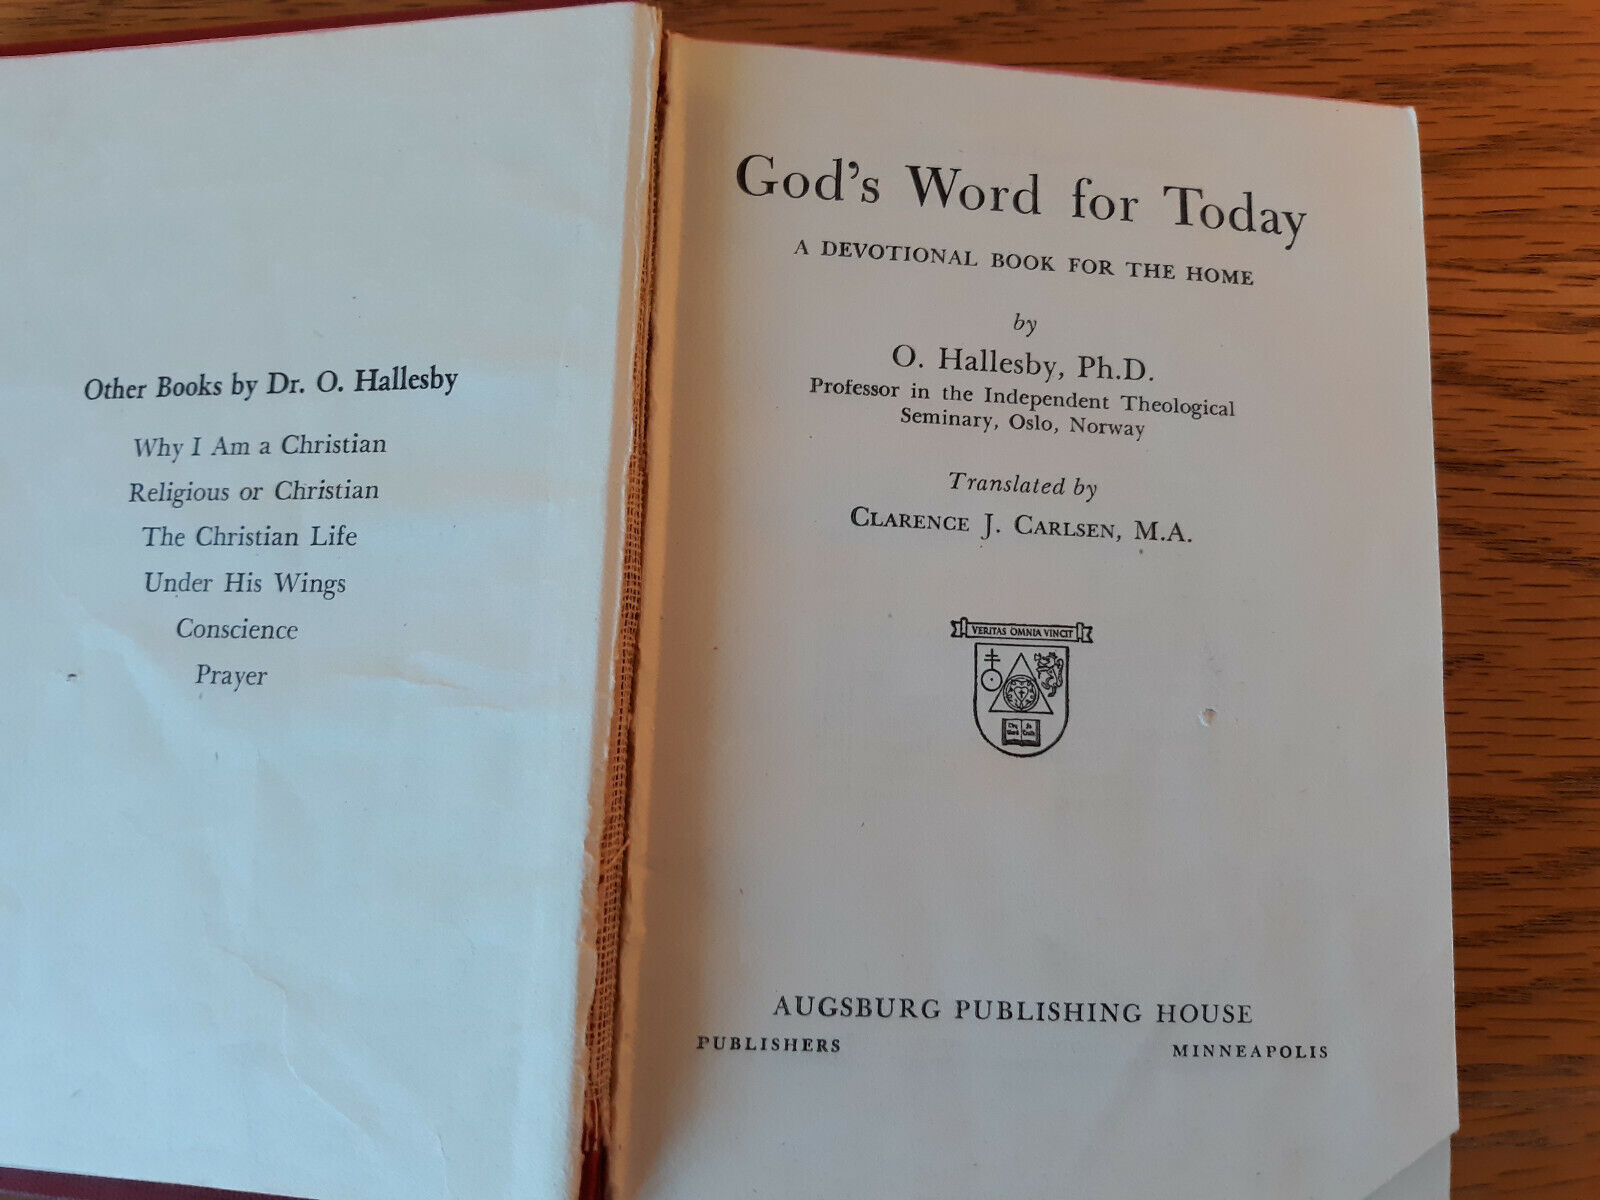 Other Books by Dr. O. Hallesby
Why I Am a Christian
Religious or Christian
The Christian Life
Under His Wings
Conscience
Prayer
God's Word for Today
A DEVOTIONAL BOOK FOR THE HOME
by
O. Hallesby, Ph.D.
Professor in the Independent Theological
Seminary, Oslo, Norway
Translated by
CLARENCE J. CARLSEN, M.A.
VERITAS OMNIA VINCIT
AUGSBURG PUBLISHING HOUSE
PUBLISHERS MINNEAPOLIS